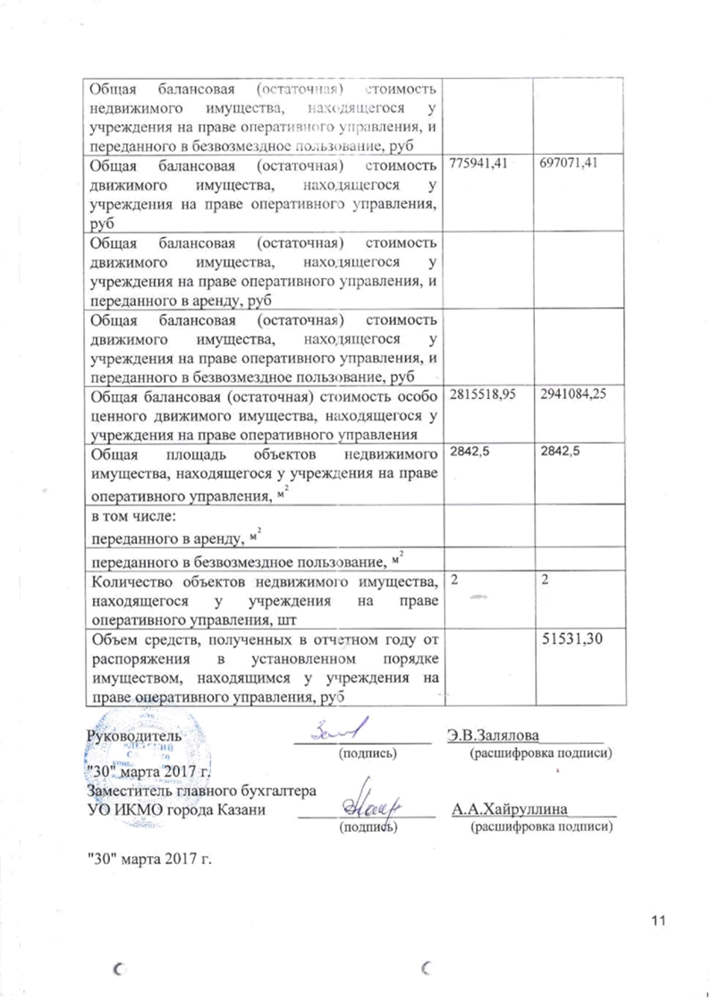 Общая балансовая (остаточная) стоимость
недвижимого имущества, находящегося у
учреждения на праве оперативного управления, и
переданного в безвозмездное пользование, руб
Общая балансовая (остаточная) стоимость 775941,41 697071,41
движимого имущества, находящегося у
учреждения на праве оперативного управления,
руб
Общая балансовая (остаточная) стоимость
движимого имущества, находящегося у
учреждения на праве оперативного управления, и
переданного в аренду, руб
Общая балансовая (остаточная) стоимость
движимого имущества, находящегося у
учреждения на праве оперативного управления, и
переданного в безвозмездное пользование, руб
Общая балансовая (остаточная) стоимость особо 2815518,95 2941084,25
ценного движимого имущества, находящегося у
учреждения на праве оперативного управления
Общая площадь объектов недвижимого 2842,5 2842,5
имущества, находящегося у учреждения на праве
оперативного управления, м²
в том числе:
переданного в аренду, м²
переданного в безвозмездное пользование, м²
Количество объектов недвижимого имущества, 2 2
находящегося у учреждения на праве
оперативного управления, шт
Объем средств, полученных в отчетном году от 51531,30
распоряжения в установленном порядке
имуществом, находящимся у учреждения на
праве оперативного управления, руб
Руководитель Э.В.Залялова
(подпись) (расшифровка подписи)
"30" марта 2017 г.
Заместитель главного бухгалтера
УО ИКМО города Казани А.А.Хайруллина
(подпись) (расшифровка подписи)
"30" марта 2017 г.
11